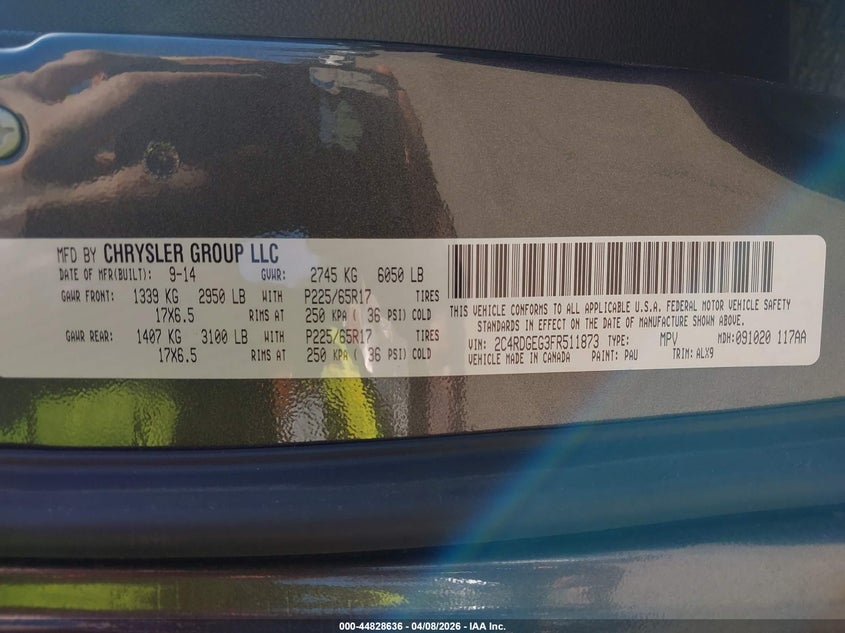 MFD BY CHRYSLER GROUP LLC
DATE OF MFR(BUILT): 9-14 GVWR: 2745 KG 6050 LB
GAWR FRONT: 1339 KG 2950 LB WITH P225/65R17 TIRES
17X6.5 RIMS AT 250 KPA ( 36 PSI) COLD
GAWR REAR: 1407 KG 3100 LB WITH P225/65R17 TIRES
17X6.5 RIMS AT 250 KPA ( 36 PSI) COLD
THIS VEHICLE CONFORMS TO ALL APPLICABLE U.S.A. FEDERAL MOTOR VEHICLE SAFETY
STANDARDS IN EFFECT ON THE DATE OF MANUFACTURE SHOWN ABOVE.
VIN: 2C4RDGEG3FR511873 TYPE: MPV MDH:091020 117AA
VEHICLE MADE IN CANADA PAINT: PAU TRIM: ALX9
000-44828636 - 04/08/2026 - IAA Inc.